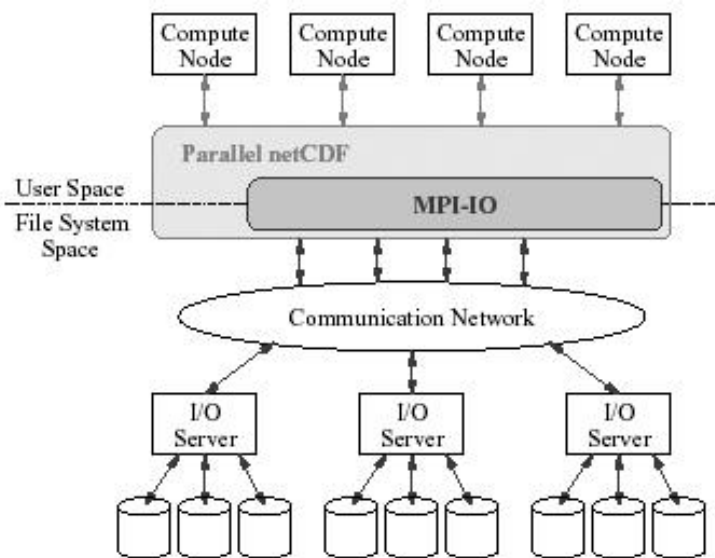 Compute
Node
Compute
Node
Compute
Node
Compute
Node
Parallel netCDF
User Space
MPI-IO
File System
Space
Communication Network
I/O
Server
I/O
Server
I/O
Server